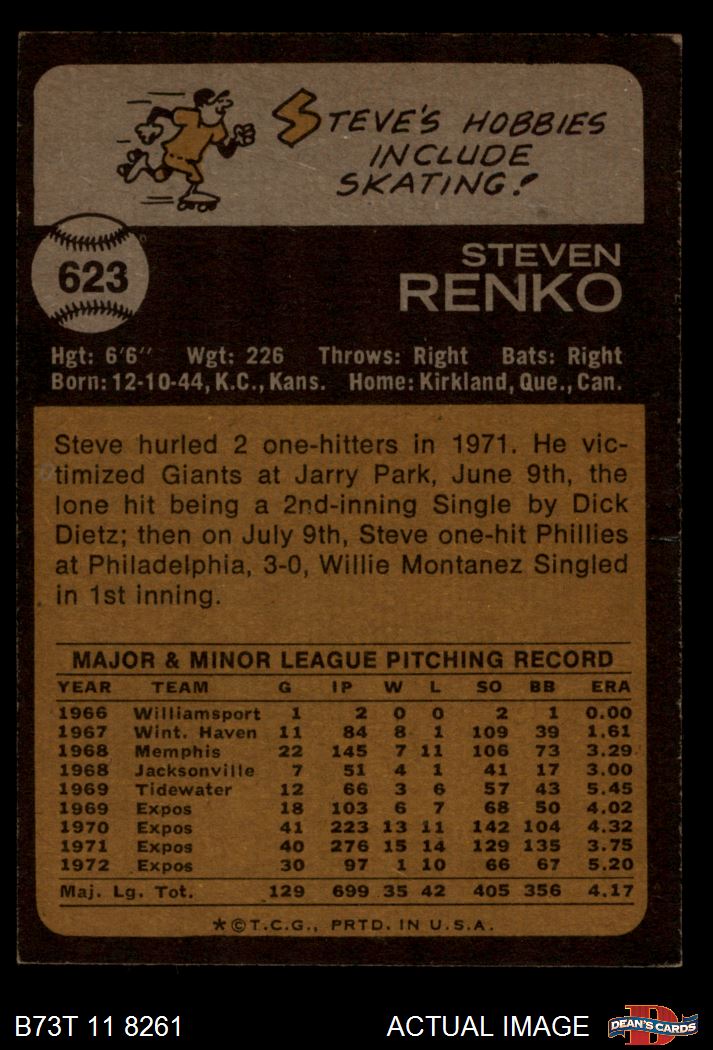 STEVE'S HOBBIES
INCLUDE
SKATING!
623
STEVEN
RENKO
Hgt: 6'6" Wgt: 226 Throws: Right Bats: Right
Born: 12-10-44, K.C., Kans. Home: Kirkland, Que., Can.
Steve hurled 2 one-hitters in 1971. He vic-
timized Giants at Jarry Park, June 9th, the
lone hit being a 2nd-inning Single by Dick
Dietz; then on July 9th, Steve one-hit Phillies
at Philadelphia, 3-0, Willie Montanez Singled
in 1st inning.
MAJOR & MINOR LEAGUE PITCHING RECORD
YEAR TEAM G IP W L SO BB ERA
1966 Williamsport 1 2 0 0 2 1 0.00
1967 Wint. Haven 11 84 8 1 109 39 1.61
1968 Memphis 22 145 7 11 106 73 3.29
1968 Jacksonville 7 51 4 1 41 17 3.00
1969 Tidewater 12 66 3 6 57 43 5.45
1969 Expos 18 103 6 7 68 50 4.02
1970 Expos 41 223 13 11 142 104 4.32
1971 Expos 40 276 15 14 129 135 3.75
1972 Expos 30 97 1 10 66 67 5.20
Maj. Lg. Tot. 129 699 35 42 405 356 4.17
*©T.C.G., PRTD. IN U.S.A.
B73T 11 8261 ACTUAL IMAGE DEAN'S CARDS